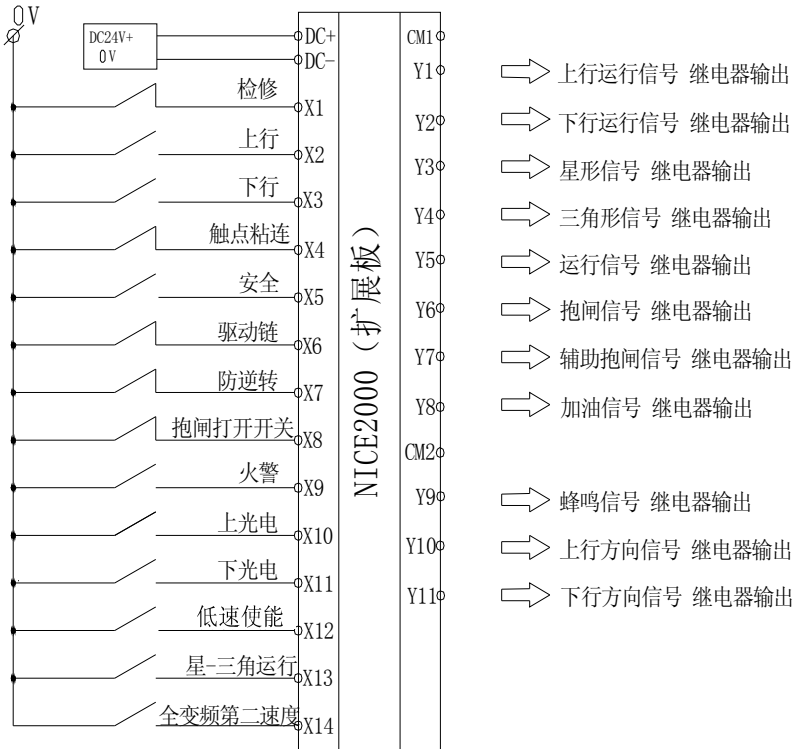 0V
DC24V+
0V
DC+
DC-
检修
X1
上行
X2
下行
X3
触点粘连
X4
安全
X5
驱动链
X6
防逆转
X7
抱闸打开开关
X8
火警
X9
上光电
X10
下光电
X11
低速使能
X12
星-三角运行
X13
全变频第二速度
X14
NICE2000（扩展板）
CM1
Y1 上行运行信号 继电器输出
Y2 下行运行信号 继电器输出
Y3 星形信号 继电器输出
Y4 三角形信号 继电器输出
Y5 运行信号 继电器输出
Y6 抱闸信号 继电器输出
Y7 辅助抱闸信号 继电器输出
Y8 加油信号 继电器输出
CM2
Y9 蜂鸣信号 继电器输出
Y10 上行方向信号 继电器输出
Y11 下行方向信号 继电器输出